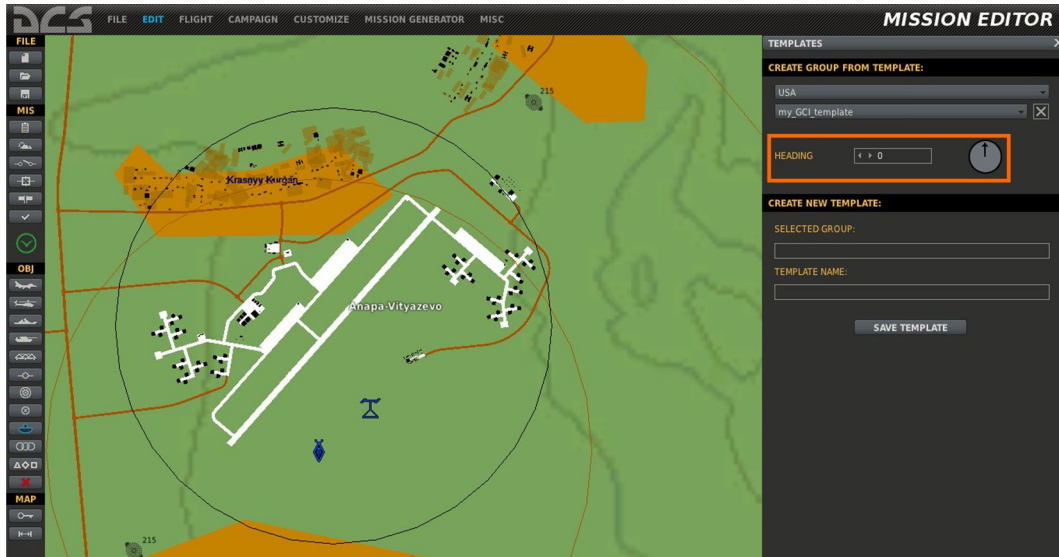 DCS
FILE EDIT FLIGHT CAMPAIGN CUSTOMIZE MISSION GENERATOR MISC
MISSION EDITOR
FILE
MIS
OBJ
MAP
215
Krasnyy Kurgan
Anapa-Vityazevo
215
TEMPLATES
CREATE GROUP FROM TEMPLATE:
USA
my_GCI_template
HEADING 0
CREATE NEW TEMPLATE:
SELECTED GROUP:
TEMPLATE NAME:
SAVE TEMPLATE